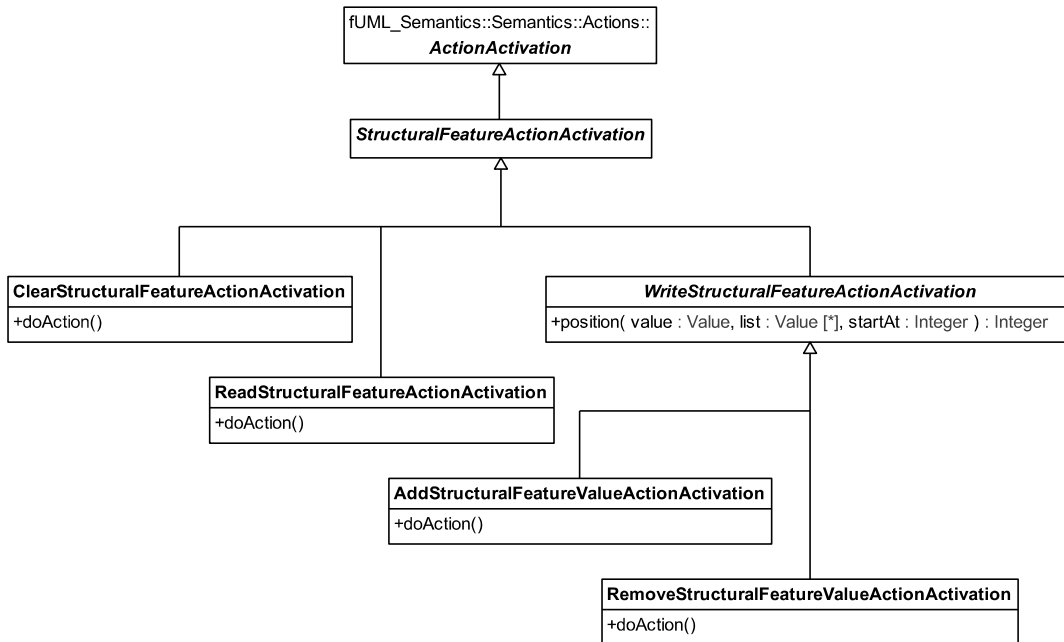 fUML_Semantics::Semantics::Actions::
ActionActivation
StructuralFeatureActionActivation
ClearStructuralFeatureActionActivation
+doAction()
WriteStructuralFeatureActionActivation
+position( value : Value, list : Value [*], startAt : Integer ) : Integer
ReadStructuralFeatureActionActivation
+doAction()
AddStructuralFeatureValueActionActivation
+doAction()
RemoveStructuralFeatureValueActionActivation
+doAction()